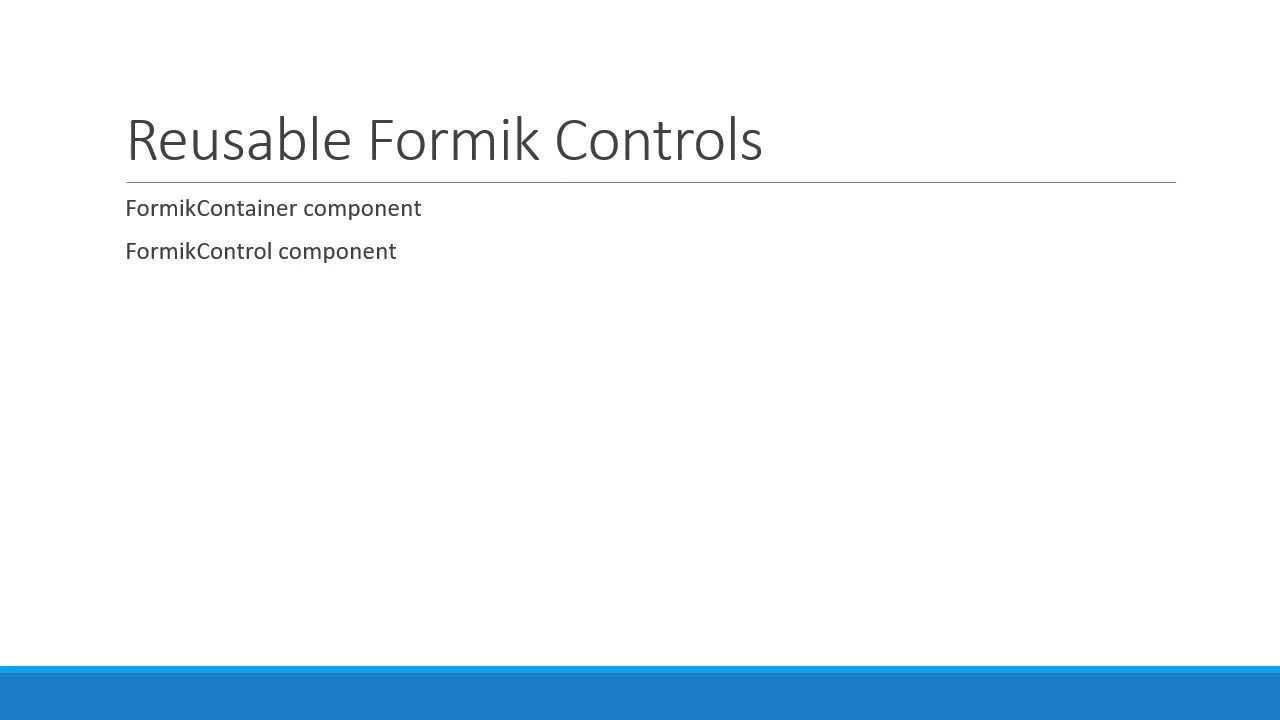 Reusable Formik Controls
FormikContainer component
FormikControl component